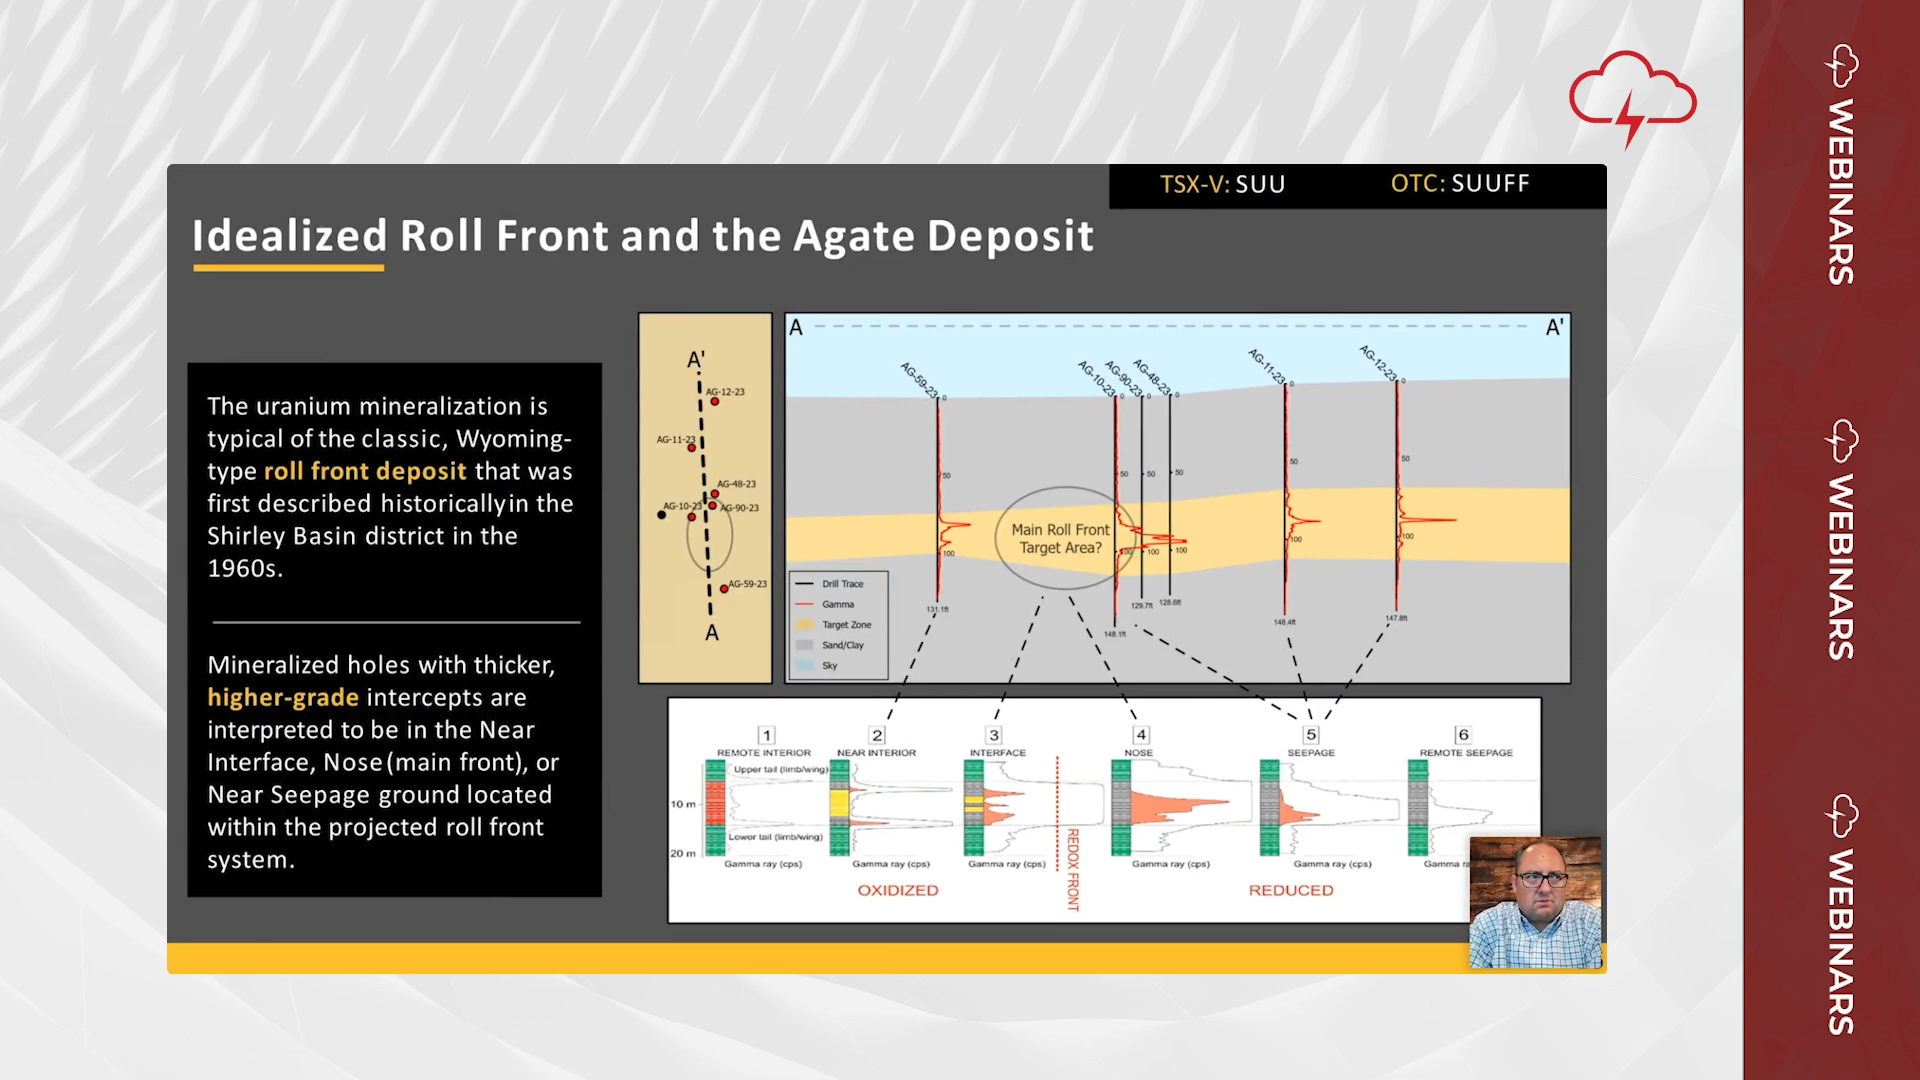 TSX-V: SUU
OTC: SUUFF
Idealized Roll Front and the Agate Deposit
The uranium mineralization is
typical of the classic, Wyoming-
type roll front deposit that was
first described historically in the
Shirley Basin district in the
1960s.
Mineralized holes with thicker,
higher-grade intercepts are
interpreted to be in the Near
Interface, Nose (main front), or
Near Seepage ground located
within the projected roll front
system.
A'
AG-12-23
AG-11-23
AG-48-23
AG-10-23
AG-90-23
AG-59-23
A
A
A'
AG-59-23
AG-10-23
AG-90-23
AG-48-23
AG-11-23
AG-12-23
0
0
0
0
0
0
50
50
50
50
50
50
100
100
100
100
100
100
Main Roll Front
Target Area?
131.1ft
148.1ft
129.7ft
128.6ft
148.4ft
147.8ft
Drill Trace
Gamma
Target Zone
Sand/Clay
Sky
1
2
3
4
5
6
REMOTE INTERIOR
NEAR INTERIOR
INTERFACE
NOSE
SEEPAGE
REMOTE SEEPAGE
Upper tail (limb/wing)
10 m
Lower tail (limb/wing)
20 m
Gamma ray (cps)
Gamma ray (cps)
Gamma ray (cps)
Gamma ray (cps)
Gamma ray (cps)
Gamma
OXIDIZED
REDOX FRONT
REDUCED
WEBINARS
WEBINARS
WEBINARS